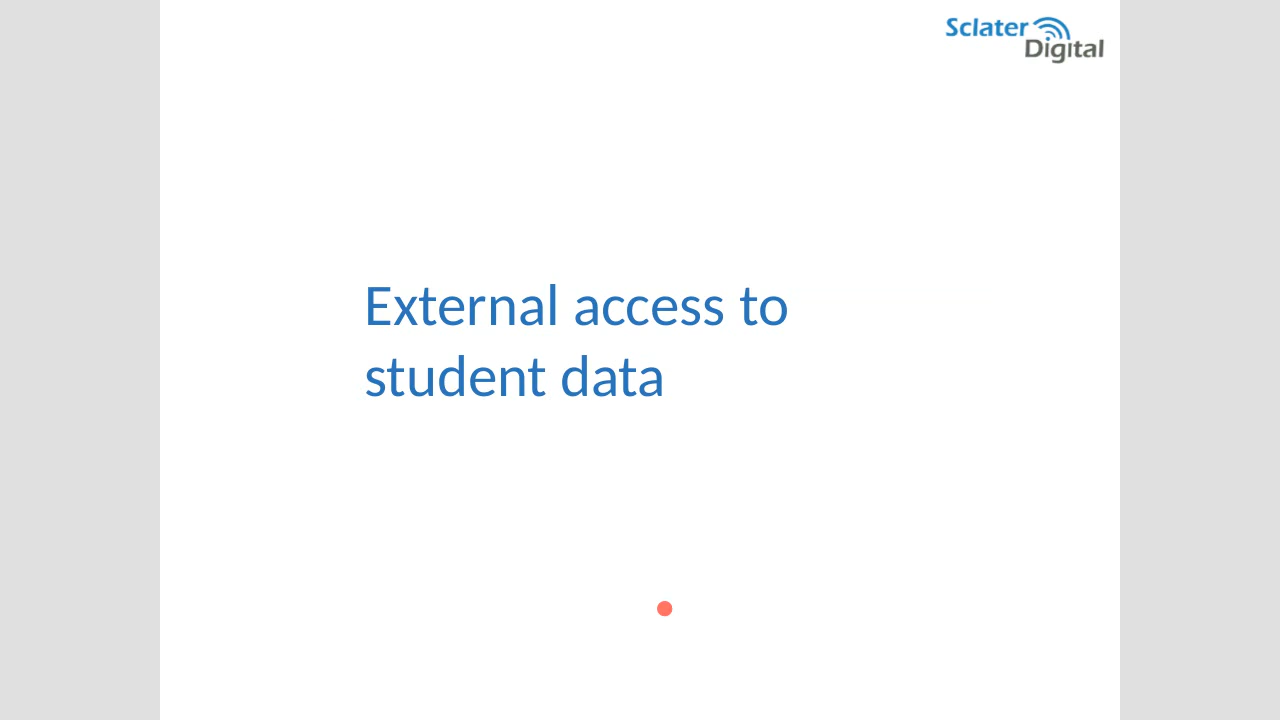 Sclater
Digital
External access to
student data